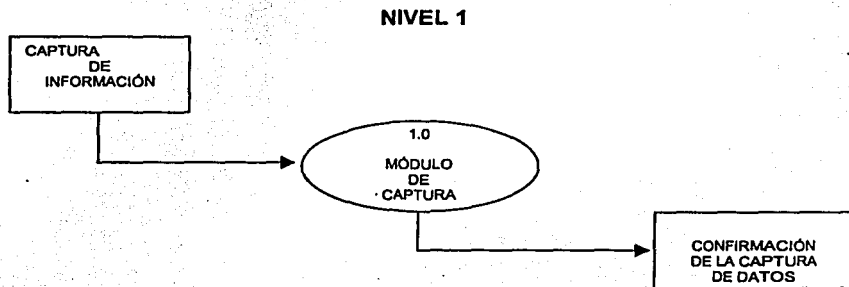 NIVEL 1
CAPTURA
DE
INFORMACIÓN
1.0
MÓDULO
DE
CAPTURA
CONFIRMACIÓN
DE LA CAPTURA
DE DATOS